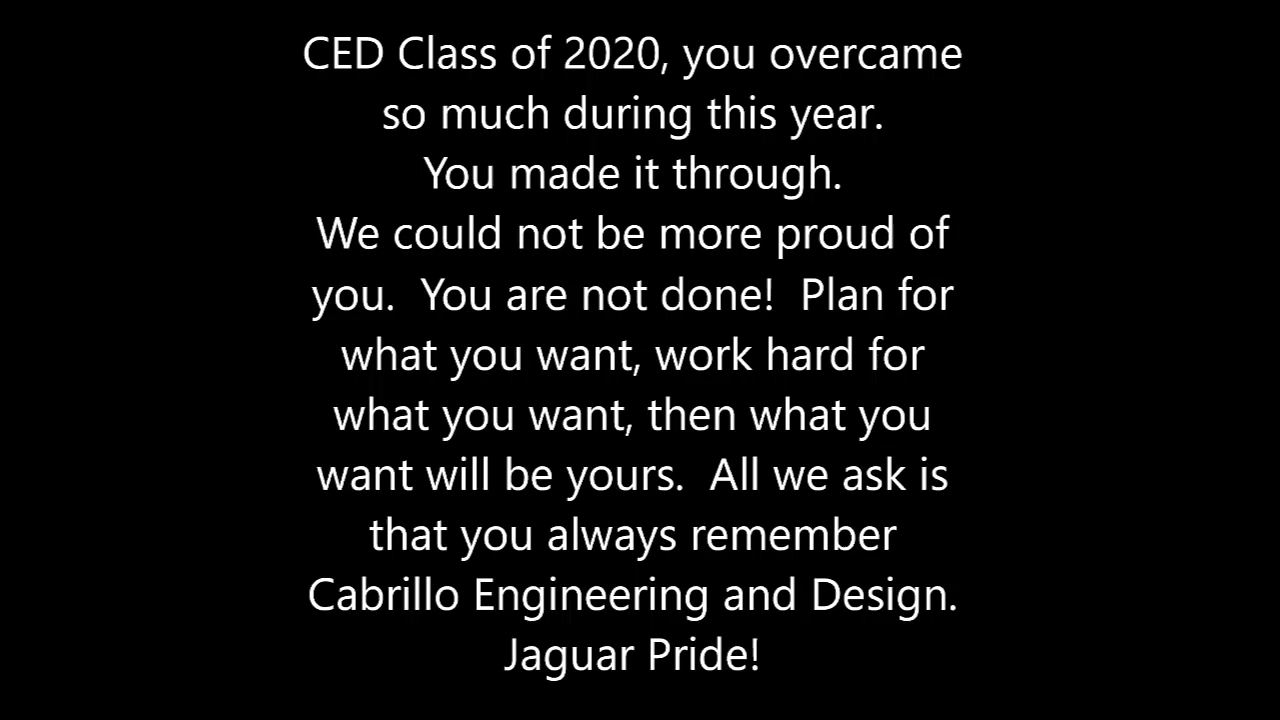 CED Class of 2020, you overcame
so much during this year.
You made it through.
We could not be more proud of
you.  You are not done!  Plan for
what you want, work hard for
what you want, then what you
want will be yours.  All we ask is
that you always remember
Cabrillo Engineering and Design.
Jaguar Pride!